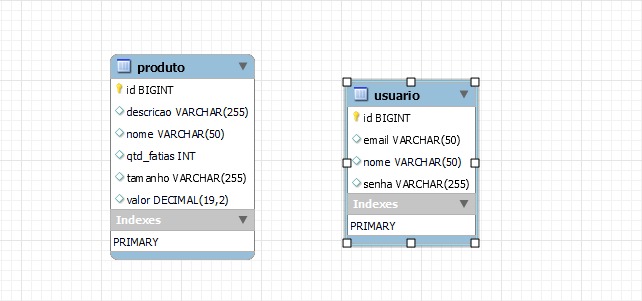 produto
id BIGINT
descricao VARCHAR(255)
nome VARCHAR(50)
qtd_fatias INT
tamanho VARCHAR(255)
valor DECIMAL(19,2)
Indexes
PRIMARY
usuario
id BIGINT
email VARCHAR(50)
nome VARCHAR(50)
senha VARCHAR(255)
Indexes
PRIMARY